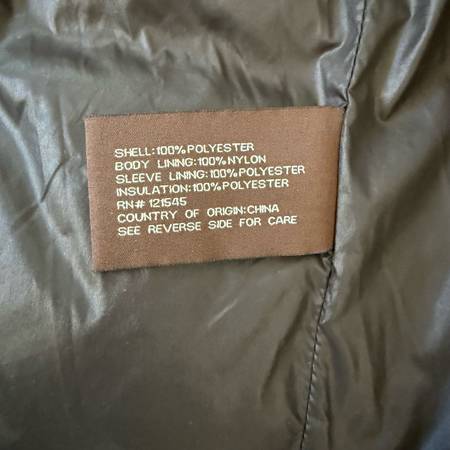 SHELL:100%POLYESTER
BODY LINING:100%NYLON
SLEEVE LINING:100%POLYESTER
INSULATION:100%POLYESTER
RN# 121545
COUNTRY OF ORIGIN:CHINA
SEE REVERSE SIDE FOR CARE